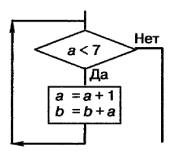 a < 7
Нет
Да
a = a + 1
b = b + a